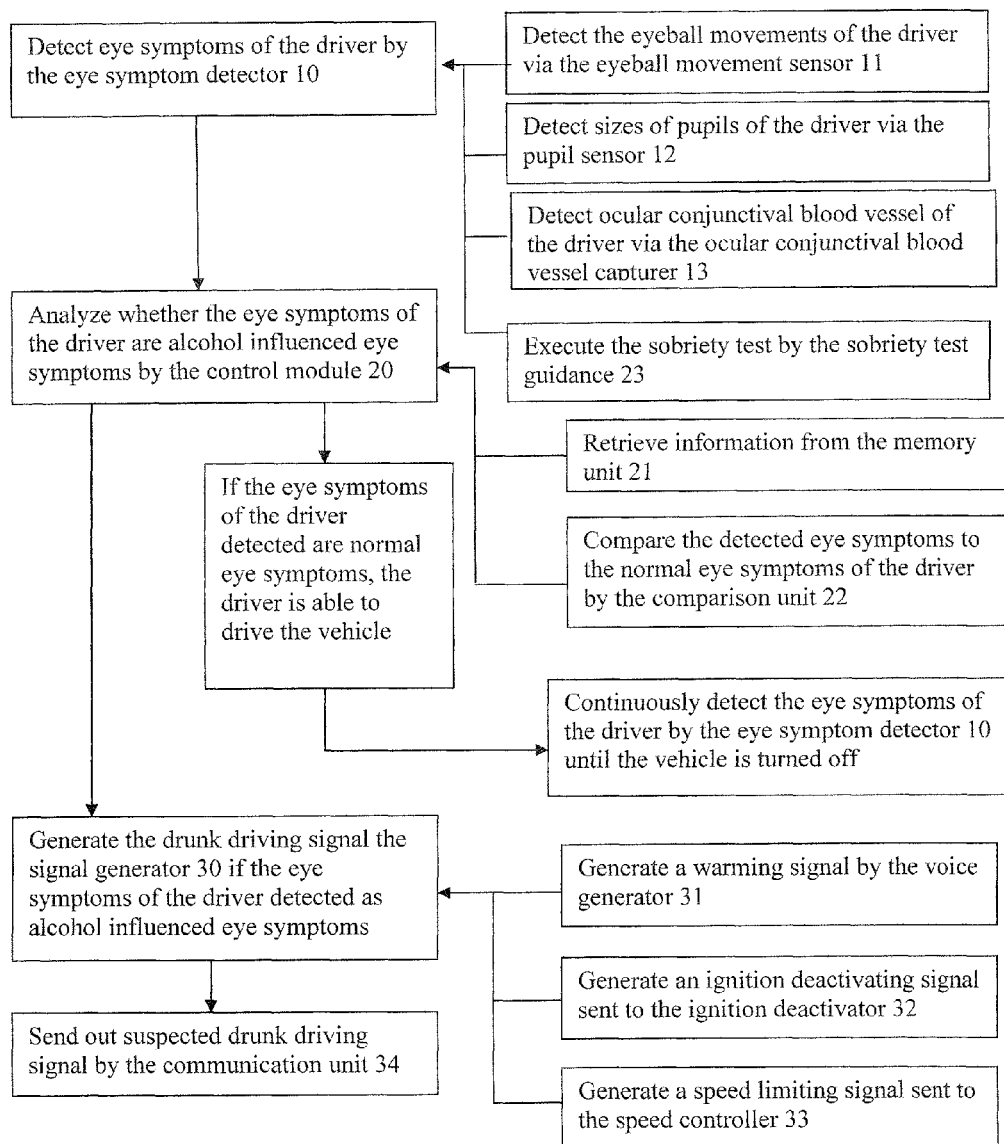 Detect eye symptoms of the driver by
the eye symptom detector 10
Detect the eyeball movements of the driver
via the eyeball movement sensor 11
Detect sizes of pupils of the driver via the
pupil sensor 12
Detect ocular conjunctival blood vessel of
the driver via the ocular conjunctival blood
vessel capturer 13
Execute the sobriety test by the sobriety test
guidance 23
Analyze whether the eye symptoms of
the driver are alcohol influenced eye
symptoms by the control module 20
Retrieve information from the memory
unit 21
Compare the detected eye symptoms to
the normal eye symptoms of the driver
by the comparison unit 22
If the eye symptoms
of the driver
detected are normal
eye symptoms, the
driver is able to
drive the vehicle
Continuously detect the eye symptoms of
the driver by the eye symptom detector 10
until the vehicle is turned off
Generate the drunk driving signal the
signal generator 30 if the eye
symptoms of the driver detected as
alcohol influenced eye symptoms
Generate a warming signal by the voice
generator 31
Generate an ignition deactivating signal
sent to the ignition deactivator 32
Generate a speed limiting signal sent to
the speed controller 33
Send out suspected drunk driving
signal by the communication unit 34